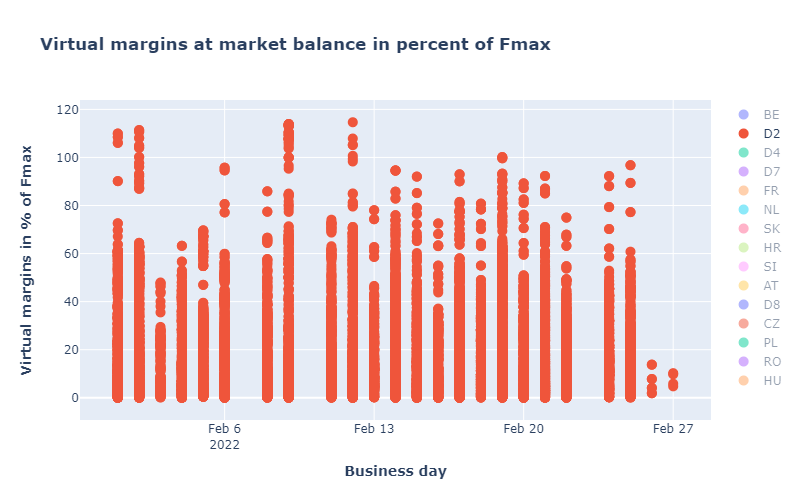 Virtual margins at market balance in percent of Fmax
Virtual margins in % of Fmax
120
100
80
60
40
20
0
Feb 6
2022
Feb 13
Feb 20
Feb 27
Business day
BE
D2
D4
D7
FR
NL
SK
HR
SI
AT
D8
CZ
PL
RO
HU